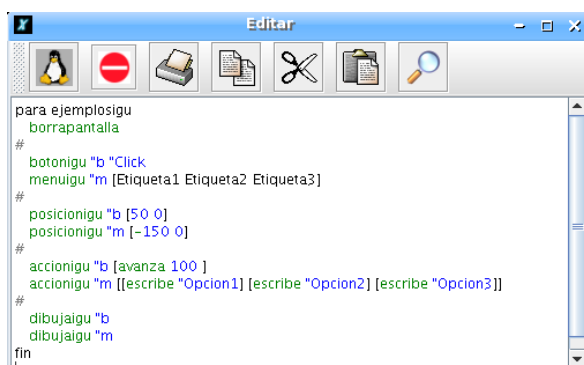 Editar
para ejemplosigu
borrapantalla
#
botonigu "b "Click
menuigu "m [Etiqueta1 Etiqueta2 Etiqueta3]
#
posicionigu "b [50 0]
posicionigu "m [-150 0]
#
accionigu "b [avanza 100 ]
accionigu "m [[escribe "Opcion1] [escribe "Opcion2] [escribe "Opcion3]]
#
dibujaigu "b
dibujaigu "m
fin